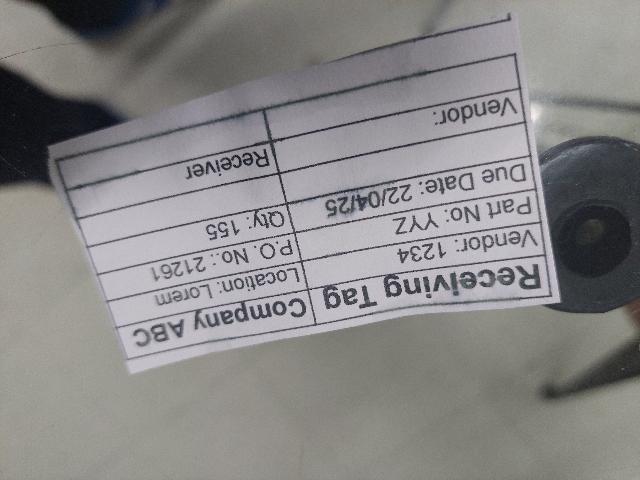 Receiving Tag Company ABC
Vendor: 1234 Location: Lorem
Part No: YYZ P.O. No.: 21261
Due Date: 22/04/25 Qty: 155
Vendor: Receiver